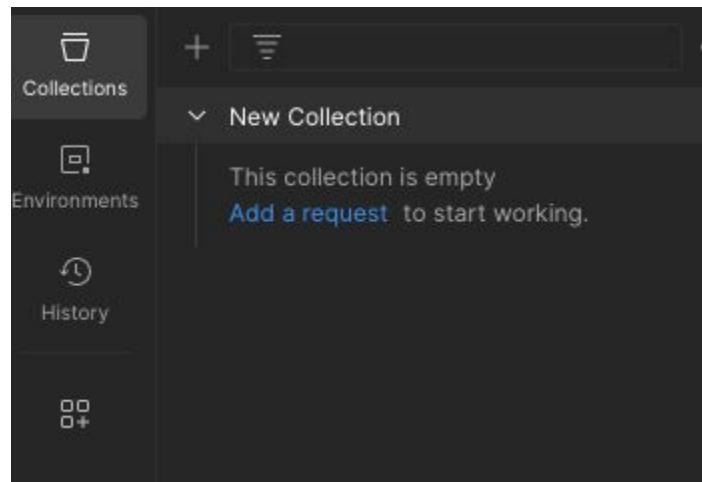 Collections
New Collection
Environments
This collection is empty
Add a request to start working.
History